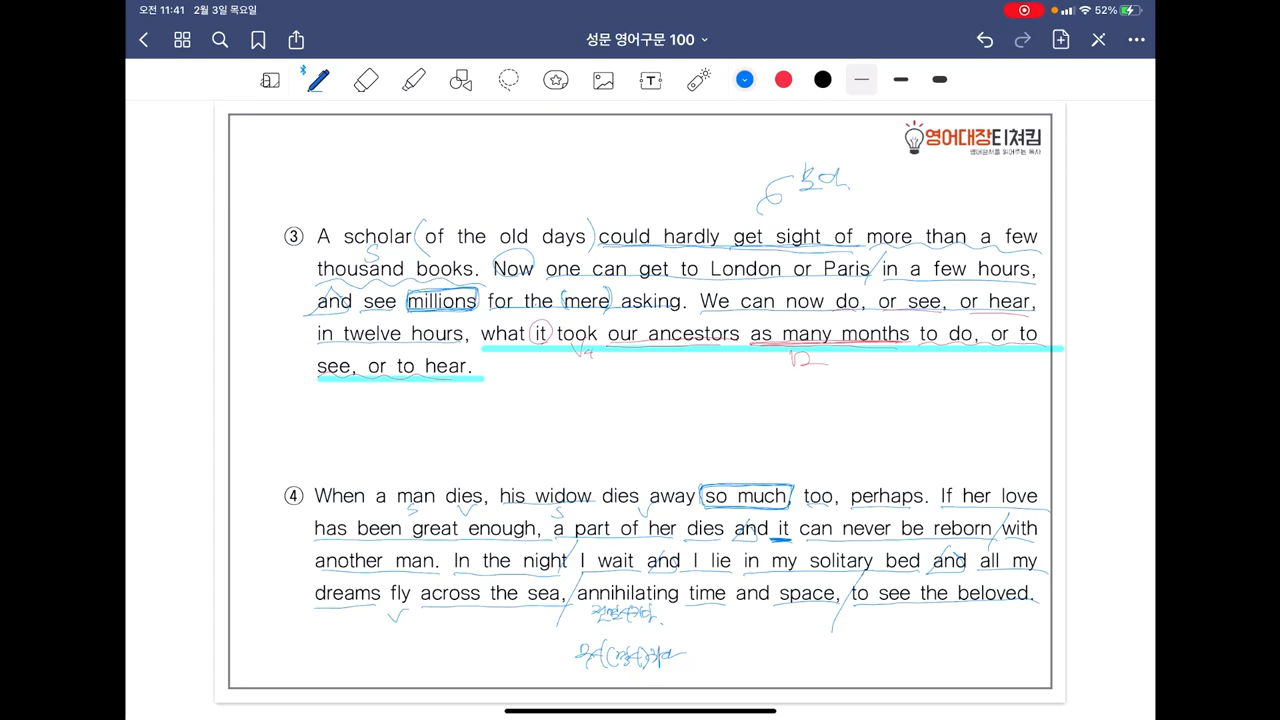 오전 11:41 2월 3일 목요일 52%
성문 영어구문 100
영어대장티쳐킴
보어
③ A scholar (of the old days) could hardly get sight of more than a few
S
thousand books. Now one can get to London or Paris / in a few hours,
and see millions for the (mere) asking. We can now do, or see, or hear,
in twelve hours, what it took our ancestors as many months to do, or to
V4 12
see, or to hear.
④ When a man dies, his widow dies away so much, too, perhaps. If her love
S V S V
has been great enough, a part of her dies and it can never be reborn / with
another man. In the night / I wait and I lie in my solitary bed and all my
dreams fly across the sea, / annihilating time and space, / to see the beloved.
V